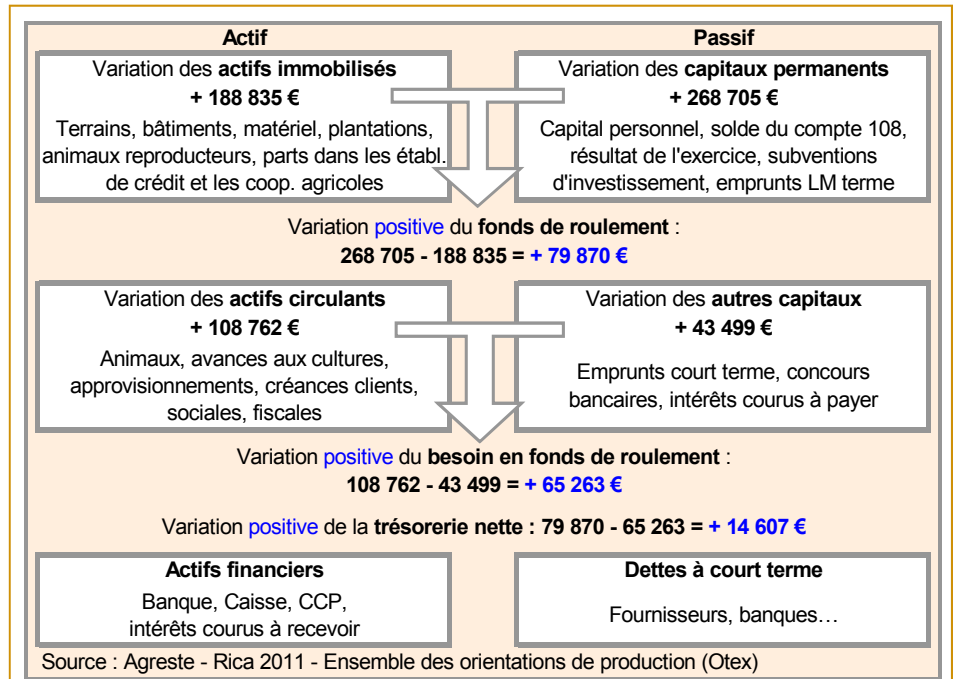 Actif
Variation des actifs immobilisés
+ 188 835 €
Terrains, bâtiments, matériel, plantations,
animaux reproducteurs, parts dans les établ.
de crédit et les coop. agricoles
Passif
Variation des capitaux permanents
+ 268 705 €
Capital personnel, solde du compte 108,
résultat de l'exercice, subventions
d'investissement, emprunts LM terme
Variation positive du fonds de roulement :
268 705 - 188 835 = + 79 870 €
Variation des actifs circulants
+ 108 762 €
Animaux, avances aux cultures,
approvisionnements, créances clients,
sociales, fiscales
Variation des autres capitaux
+ 43 499 €
Emprunts court terme, concours
bancaires, intérêts courus à payer
Variation positive du besoin en fonds de roulement :
108 762 - 43 499 = + 65 263 €
Variation positive de la trésorerie nette : 79 870 - 65 263 = + 14 607 €
Actifs financiers
Banque, Caisse, CCP,
intérêts courus à recevoir
Dettes à court terme
Fournisseurs, banques…
Source : Agreste - Rica 2011 - Ensemble des orientations de production (Otex)